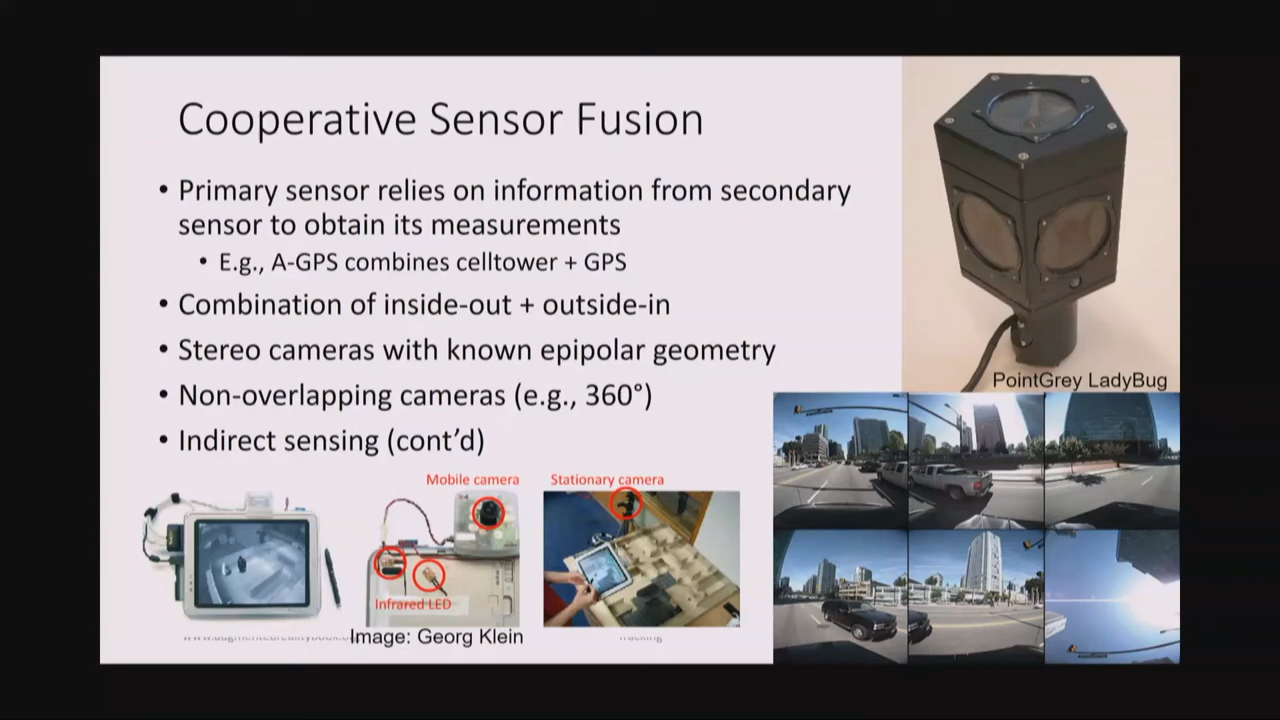 Cooperative Sensor Fusion
• Primary sensor relies on information from secondary
sensor to obtain its measurements
• E.g., A-GPS combines celltower + GPS
• Combination of inside-out + outside-in
• Stereo cameras with known epipolar geometry
• Non-overlapping cameras (e.g., 360°)
• Indirect sensing (cont’d)
PointGrey LadyBug
Mobile camera
Stationary camera
Infrared LED
Image: Georg Klein
Tracking